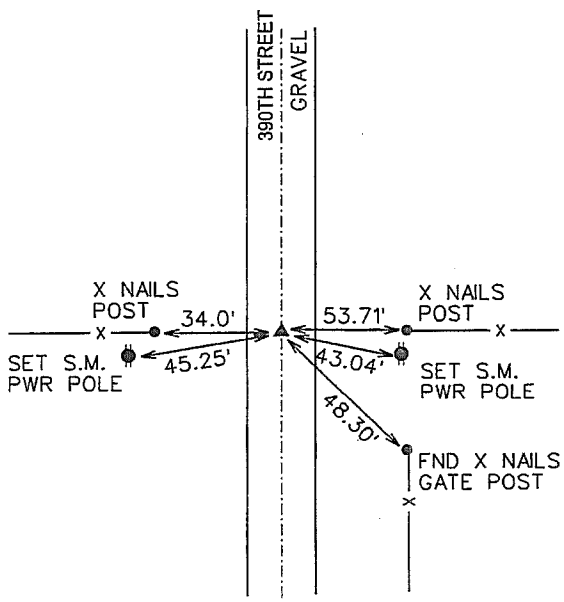 390TH STREET
GRAVEL
X NAILS
POST
34.0'
53.71'
X NAILS
POST
X
X
SET S.M.
PWR POLE
45.25'
43.04'
SET S.M.
PWR POLE
48.30'
FND X NAILS
GATE POST
X